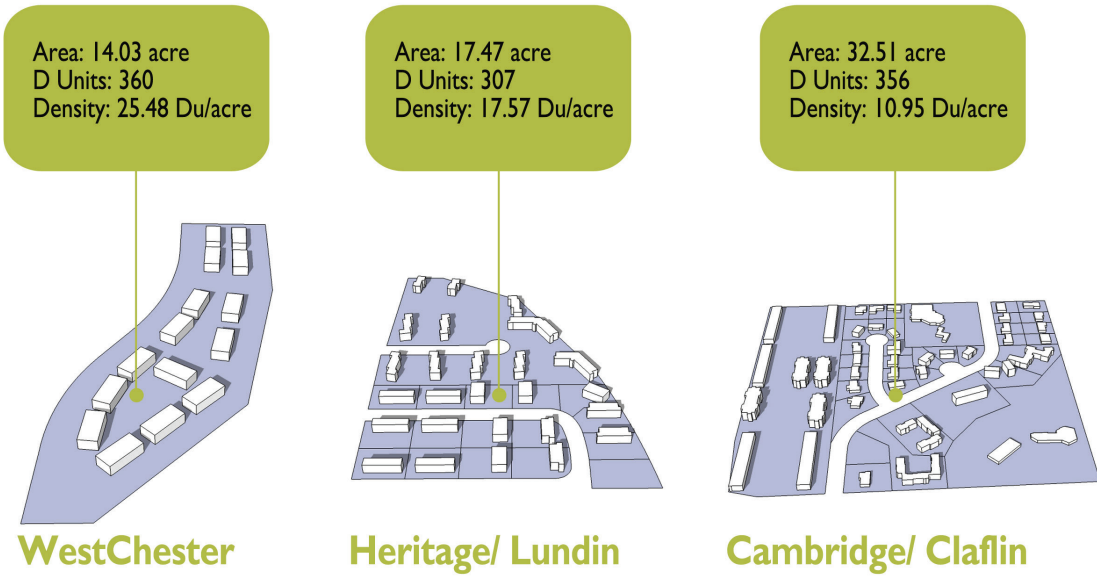 Area: 14.03 acre
D Units: 360
Density: 25.48 Du/acre
Area: 17.47 acre
D Units: 307
Density: 17.57 Du/acre
Area: 32.51 acre
D Units: 356
Density: 10.95 Du/acre
WestChester
Heritage/ Lundin
Cambridge/ Claflin